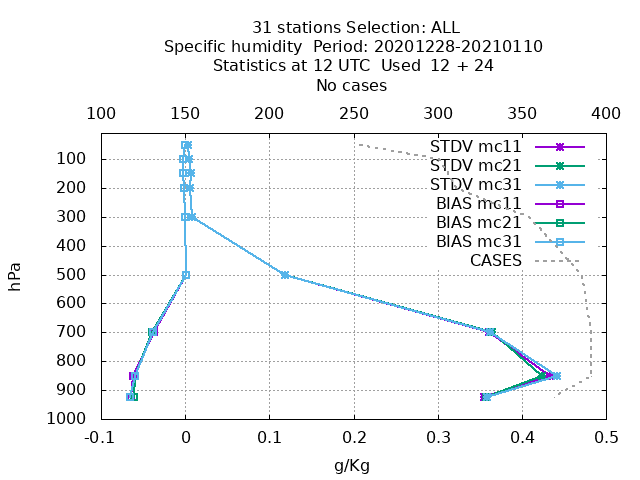 31 stations Selection: ALL
Specific humidity  Period: 20201228-20210110
Statistics at 12 UTC  Used  12 + 24
No cases
100 150 200 250 300 350 400
STDV mc11
STDV mc21
STDV mc31
BIAS mc11
BIAS mc21
BIAS mc31
CASES
100
200
300
400
500
600
700
800
900
1000
hPa
-0.1 0 0.1 0.2 0.3 0.4 0.5
g/Kg